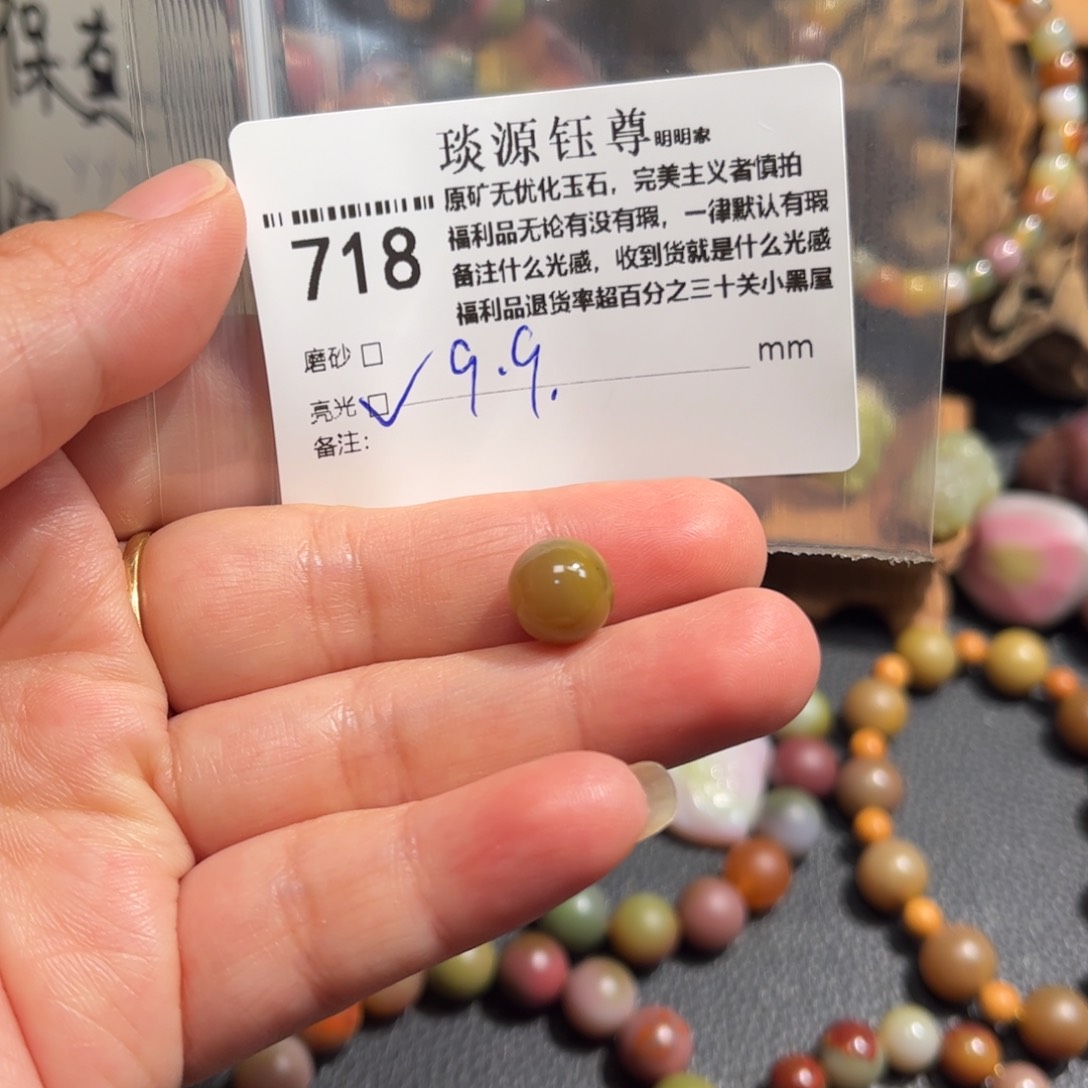 保真
琰源钰尊明明家
原矿无优化玉石，完美主义者慎拍
福利品无论有没有瑕，一律默认有瑕
备注什么光感，收到货就是什么光感
福利品退货率超百分之三十关小黑屋
718
磨砂 □
亮光 □ ✓ 9.9. mm
备注：